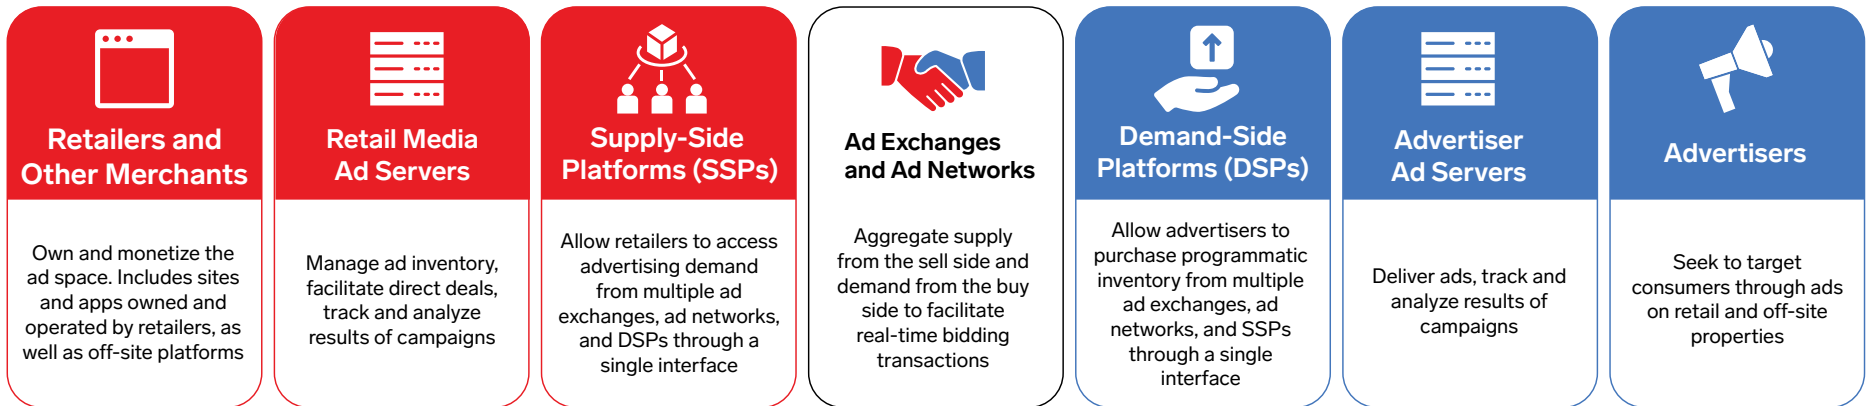 Retailers and
Other Merchants
Own and monetize the
ad space. Includes sites
and apps owned and
operated by retailers, as
well as off-site platforms
Retail Media
Ad Servers
Manage ad inventory,
facilitate direct deals,
track and analyze
results of campaigns
Supply-Side
Platforms (SSPs)
Allow retailers to access
advertising demand
from multiple ad
exchanges, ad networks,
and DSPs through a
single interface
Ad Exchanges
and Ad Networks
Aggregate supply
from the sell side and
demand from the buy
side to facilitate
real-time bidding
transactions
Demand-Side
Platforms (DSPs)
Allow advertisers to
purchase programmatic
inventory from multiple
ad exchanges, ad
networks, and SSPs
through a single
interface
Advertiser
Ad Servers
Deliver ads, track and
analyze results of
campaigns
Advertisers
Seek to target
consumers through ads
on retail and off-site
properties